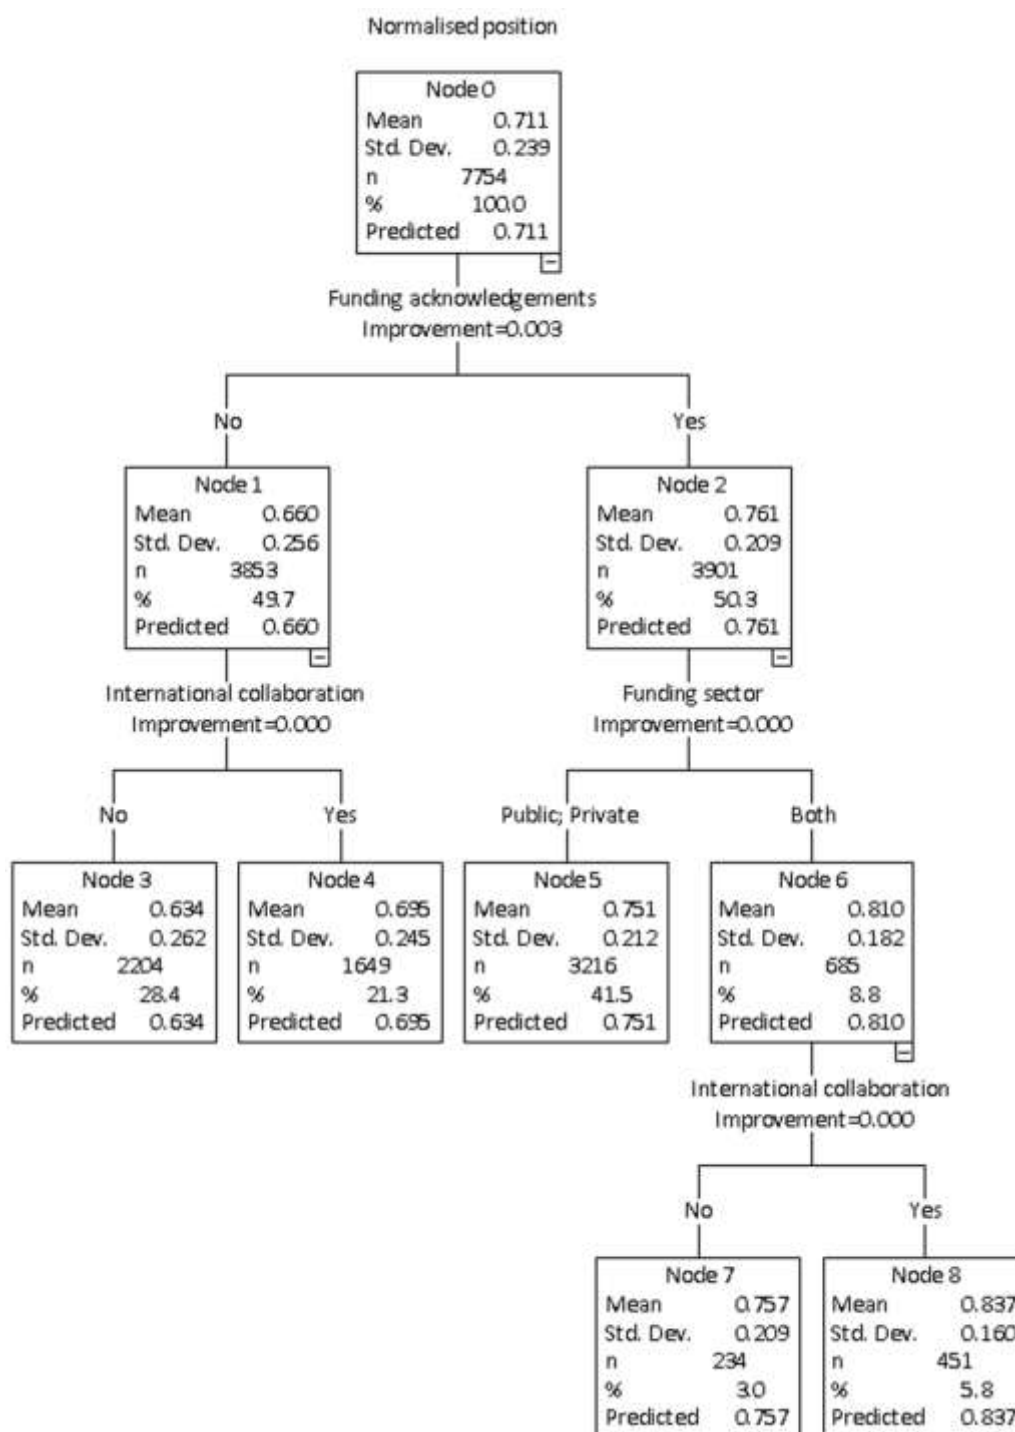 Normalised position
Node 0
Mean 0.711
Std. Dev. 0.239
n 7754
% 100.0
Predicted 0.711
Funding acknowledgements
Improvement=0.003
No
Yes
Node 1
Mean 0.660
Std. Dev. 0.256
n 3853
% 49.7
Predicted 0.660
Node 2
Mean 0.761
Std. Dev. 0.209
n 3901
% 50.3
Predicted 0.761
International collaboration
Improvement=0.000
Funding sector
Improvement=0.000
No
Yes
Public; Private
Both
Node 3
Mean 0.634
Std. Dev. 0.262
n 2204
% 28.4
Predicted 0.634
Node 4
Mean 0.695
Std. Dev. 0.245
n 1649
% 21.3
Predicted 0.695
Node 5
Mean 0.751
Std. Dev. 0.212
n 3216
% 41.5
Predicted 0.751
Node 6
Mean 0.810
Std. Dev. 0.182
n 685
% 8.8
Predicted 0.810
International collaboration
Improvement=0.000
No
Yes
Node 7
Mean 0.757
Std. Dev. 0.209
n 234
% 3.0
Predicted 0.757
Node 8
Mean 0.837
Std. Dev. 0.160
n 451
% 5.8
Predicted 0.837